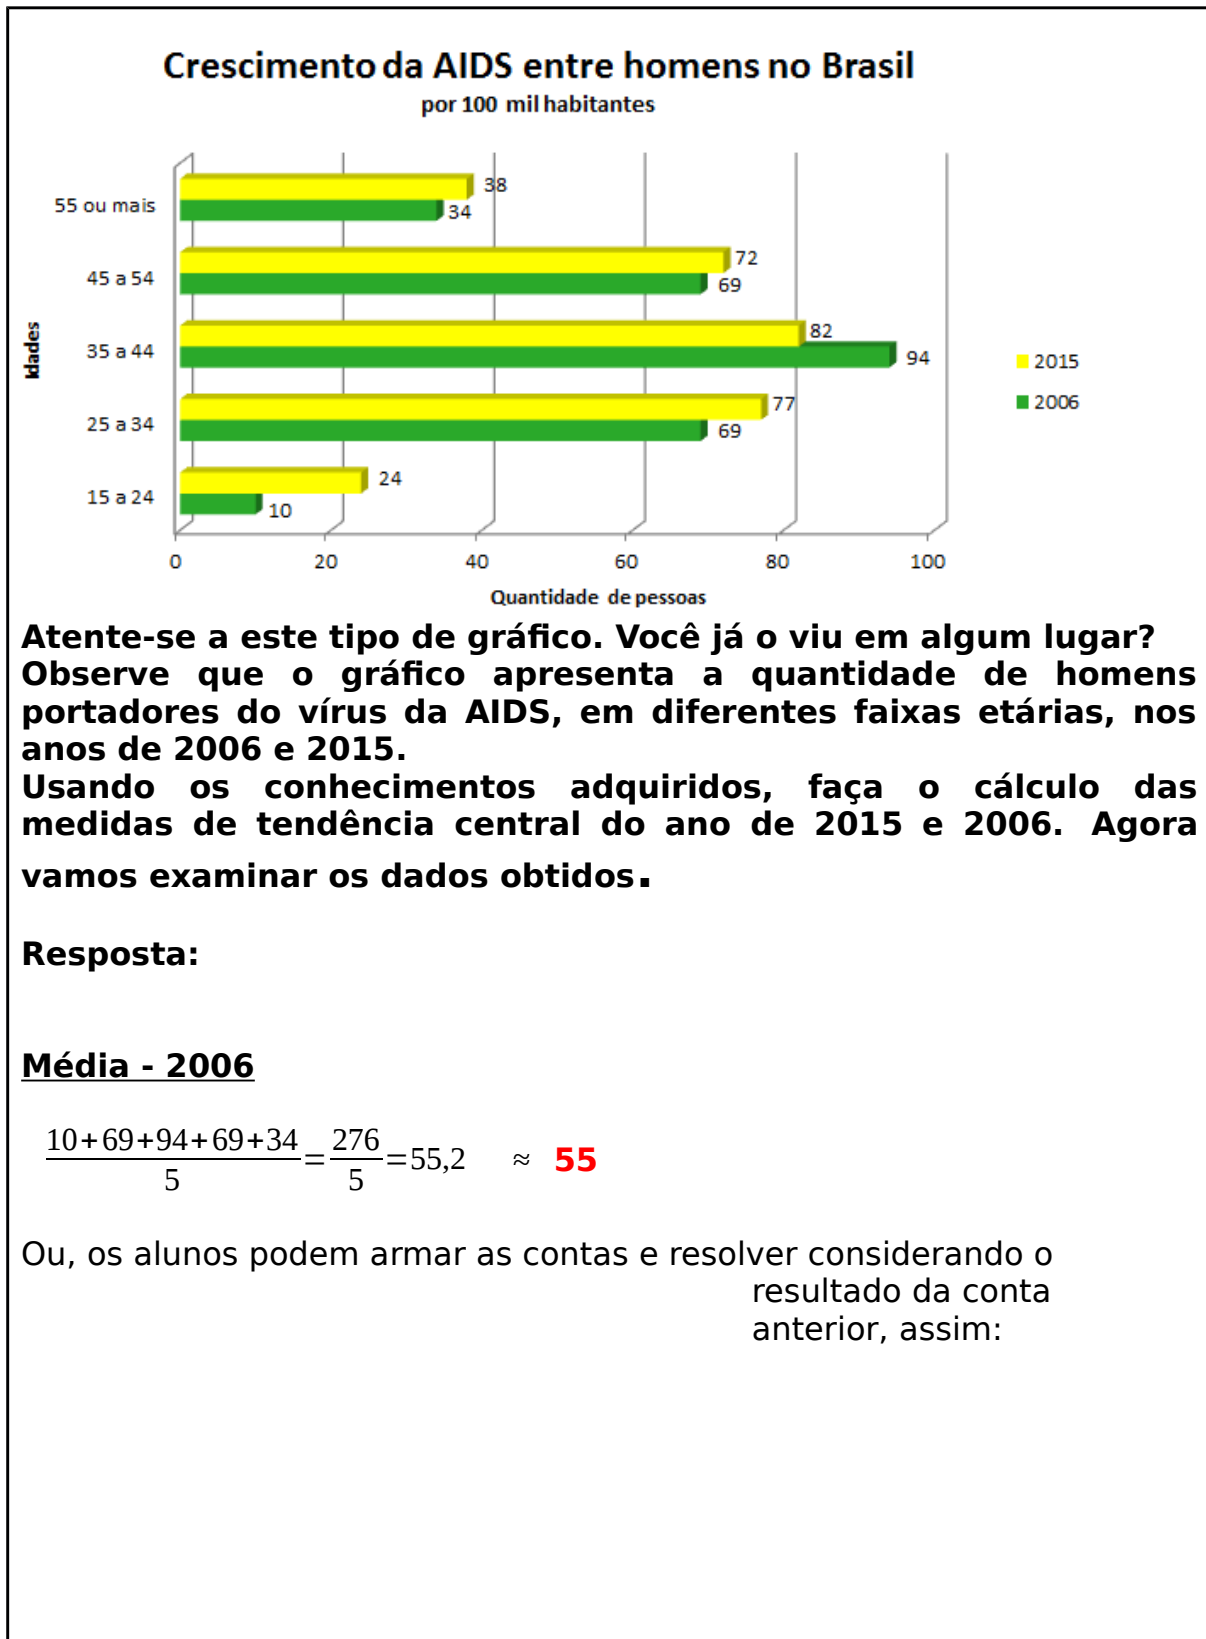 Crescimento da AIDS entre homens no Brasil
por 100 mil habitantes
55 ou mais
38
34
45 a 54
72
69
35 a 44
82
94
25 a 34
77
69
15 a 24
24
10
Idades
0 20 40 60 80 100
Quantidade de pessoas
2015
2006
Atente-se a este tipo de gráfico. Você já o viu em algum lugar?
Observe que o gráfico apresenta a quantidade de homens
portadores do vírus da AIDS, em diferentes faixas etárias, nos
anos de 2006 e 2015.
Usando os conhecimentos adquiridos, faça o cálculo das
medidas de tendência central do ano de 2015 e 2006. Agora
vamos examinar os dados obtidos.
Resposta:
Média - 2006
10+69+94+69+34/5=276/5=55,2 ≈ 55
Ou, os alunos podem armar as contas e resolver considerando o
resultado da conta
anterior, assim: